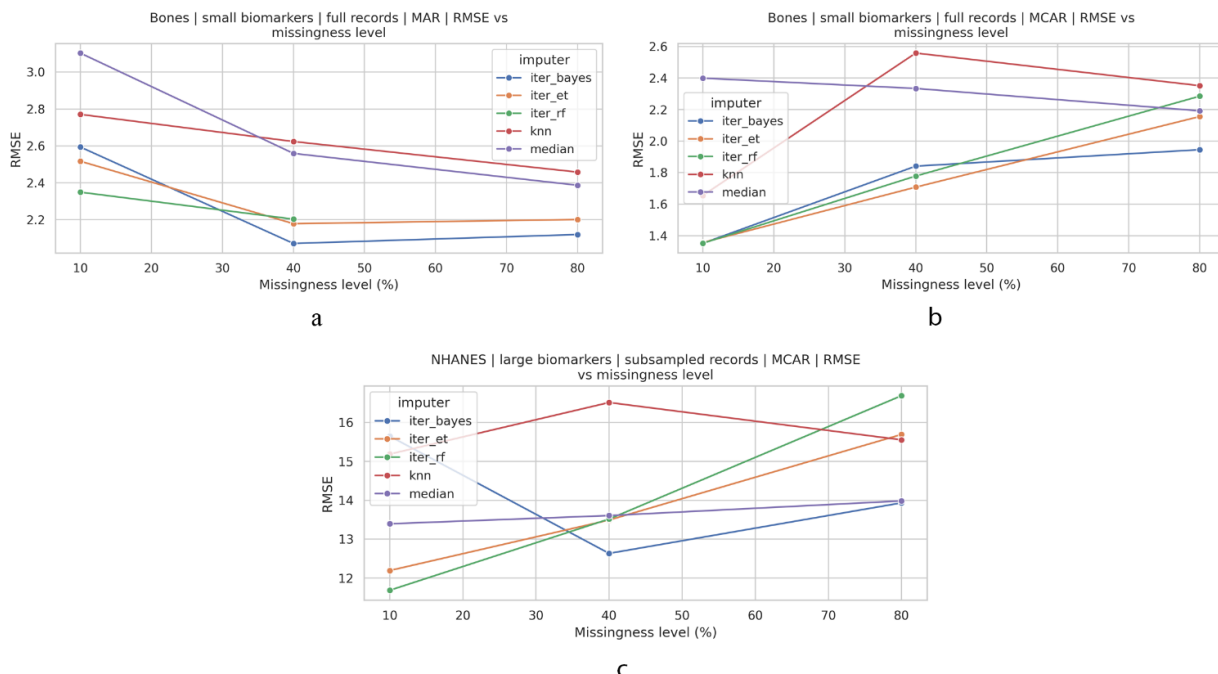 Bones | small biomarkers | full records | MAR | RMSE vs
missingness level
RMSE
3.0
2.8
2.6
2.4
2.2
imputer
iter_bayes
iter_et
iter_rf
knn
median
10 20 30 40 50 60 70 80
Missingness level (%)
a
Bones | small biomarkers | full records | MCAR | RMSE vs
missingness level
RMSE
2.6
2.4
2.2
2.0
1.8
1.6
1.4
imputer
iter_bayes
iter_et
iter_rf
knn
median
10 20 30 40 50 60 70 80
Missingness level (%)
b
NHANES | large biomarkers | subsampled records | MCAR | RMSE
vs missingness level
RMSE
16
15
14
13
12
imputer
iter_bayes
iter_et
iter_rf
knn
median
10 20 30 40 50 60 70 80
Missingness level (%)
c